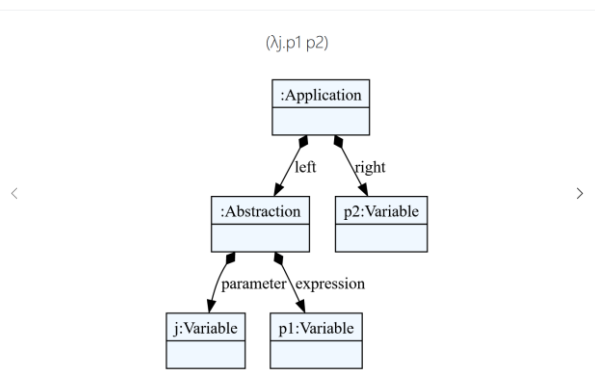 (λj.p1 p2)
:Application
left
right
:Abstraction
p2:Variable
parameter
expression
j:Variable
p1:Variable